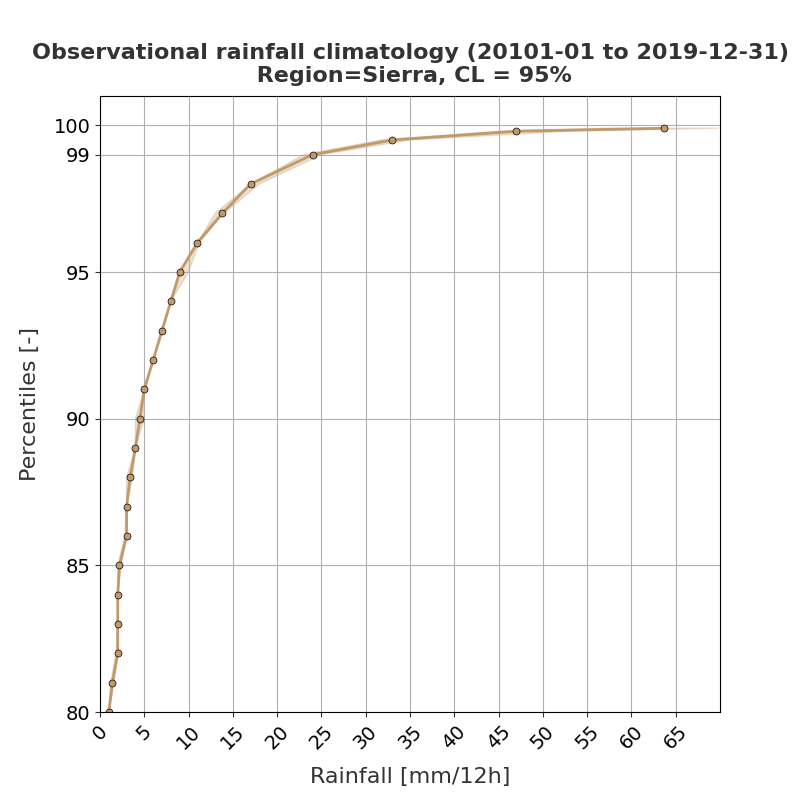 Observational rainfall climatology (20101-01 to 2019-12-31)
Region=Sierra, CL = 95%
100
99
95
90
85
80
Percentiles [-]
0 5 10 15 20 25 30 35 40 45 50 55 60 65
Rainfall [mm/12h]